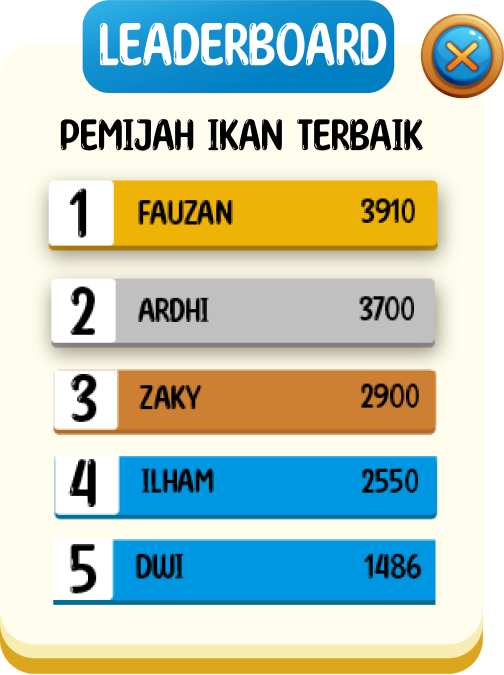 LEADERBOARD
PEMIJAH IKAN TERBAIK
1 FAUZAN 3910
2 ARDHI 3700
3 ZAKY 2900
4 ILHAM 2550
5 DWI 1486